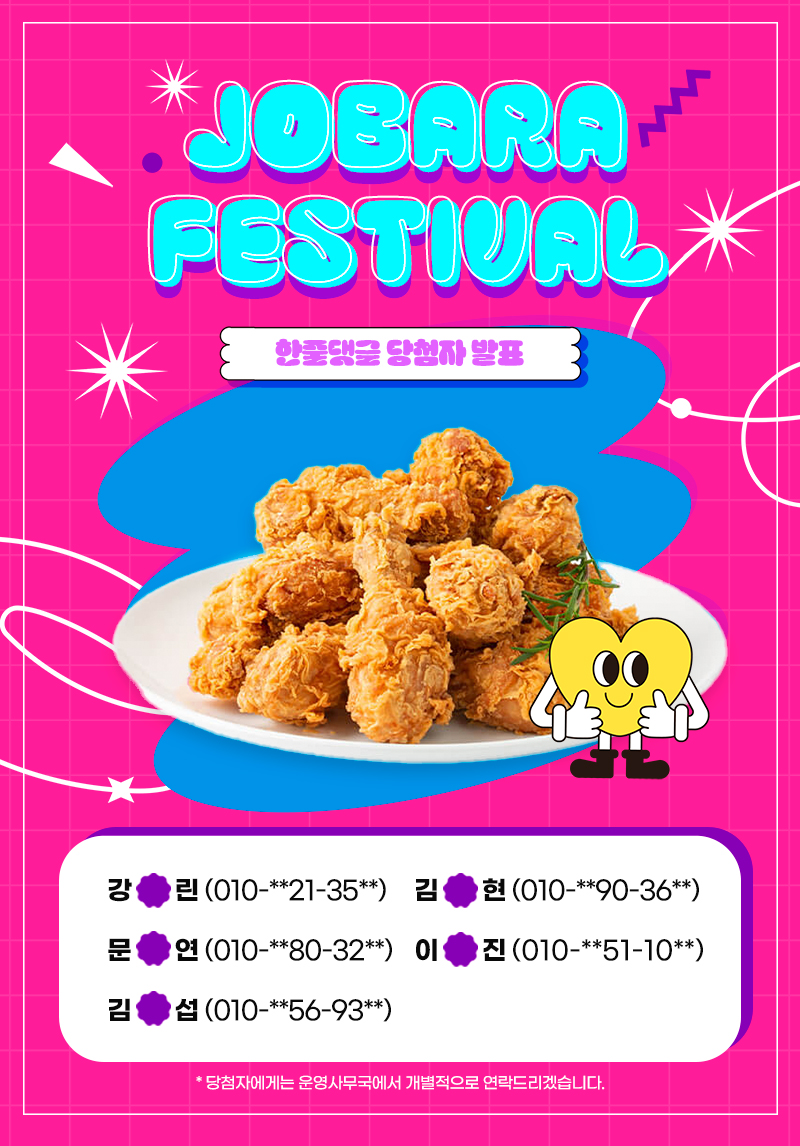 JOBARA
FESTIVAL
한줄댓글 당첨자 발표
강 린 (010-**21-35**) 김 현 (010-**90-36**)
문 연 (010-**80-32**) 이 진 (010-**51-10**)
김 섭 (010-**56-93**)
* 당첨자에게는 운영사무국에서 개별적으로 연락드리겠습니다.